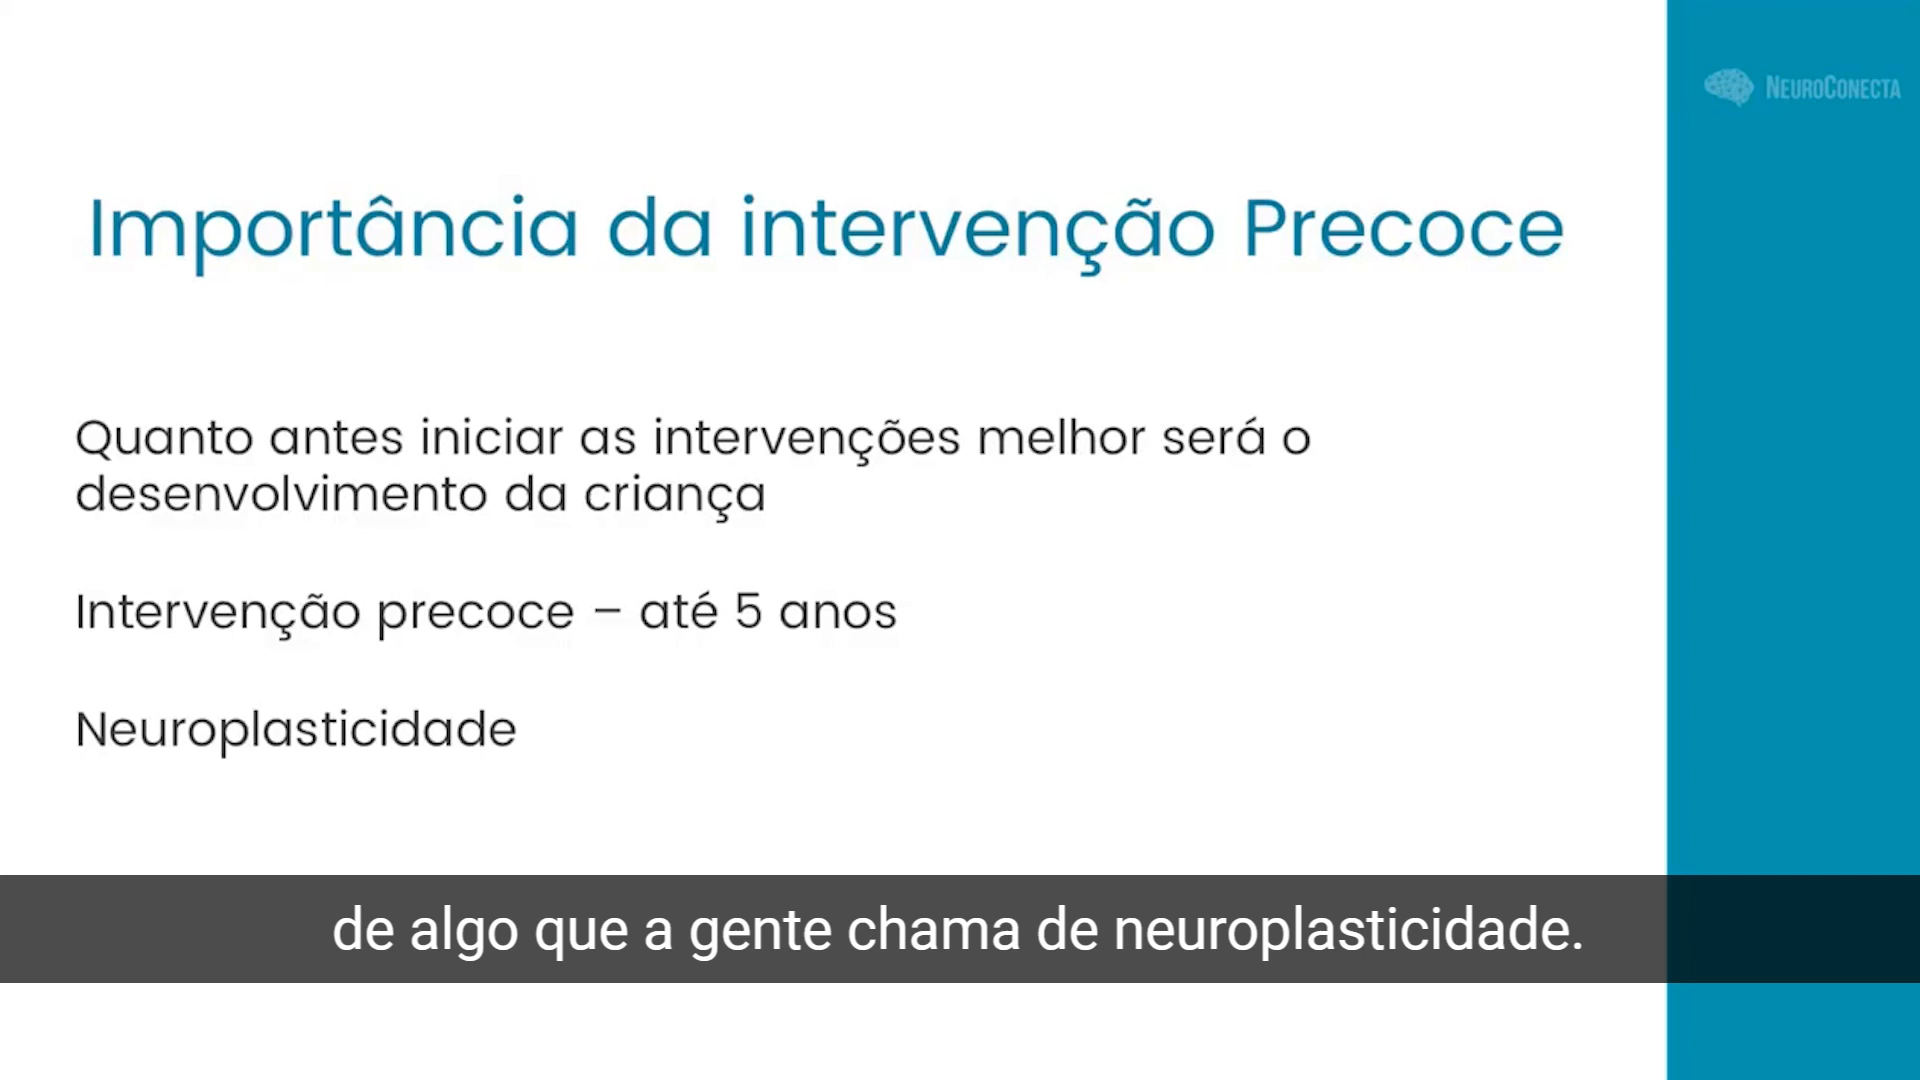 NEUROCONECTA
Importância da intervenção Precoce
Quanto antes iniciar as intervenções melhor será o
desenvolvimento da criança
Intervenção precoce – até 5 anos
Neuroplasticidade
de algo que a gente chama de neuroplasticidade.